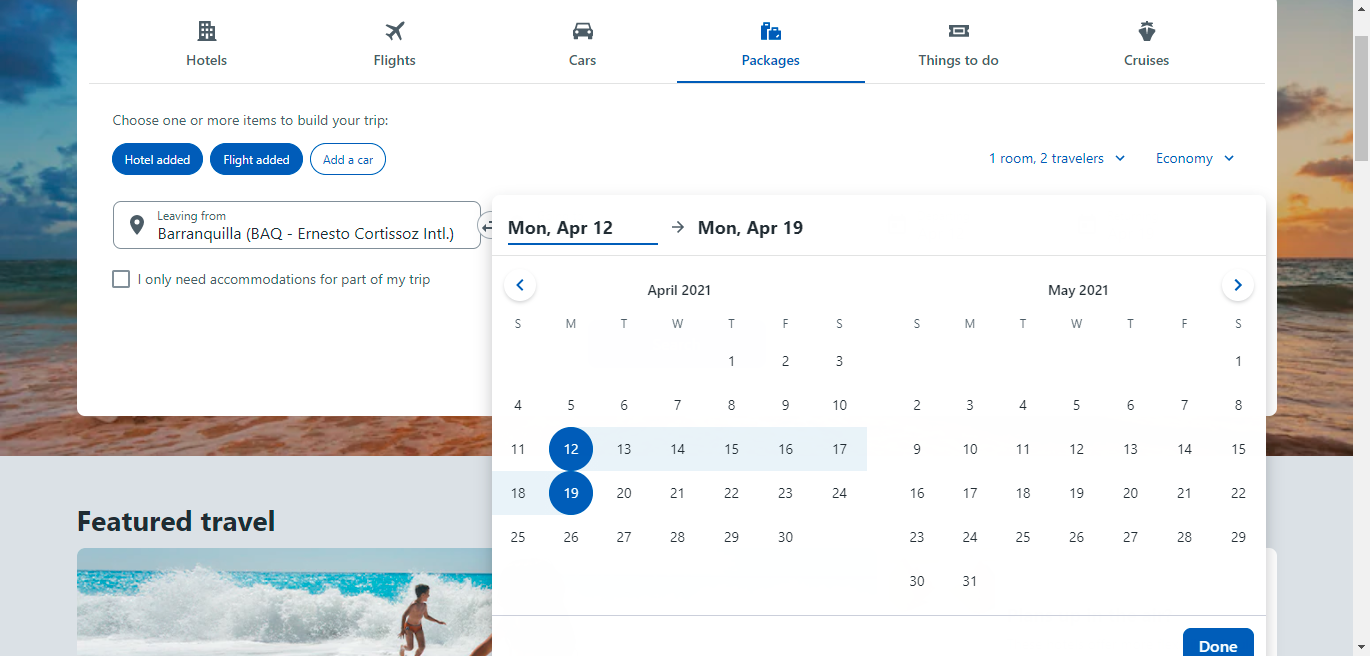 Hotels Flights Cars Packages Things to do Cruises
Choose one or more items to build your trip:
Hotel added Flight added Add a car 1 room, 2 travelers Economy
Leaving from
Barranquilla (BAQ - Ernesto Cortissoz Intl.)
I only need accommodations for part of my trip
Mon, Apr 12 Mon, Apr 19
April 2021 May 2021
S M T W T F S S M T W T F S
1 2 3 1
4 5 6 7 8 9 10 2 3 4 5 6 7 8
11 12 13 14 15 16 17 9 10 11 12 13 14 15
18 19 20 21 22 23 24 16 17 18 19 20 21 22
25 26 27 28 29 30 23 24 25 26 27 28 29
30 31
Done
Featured travel